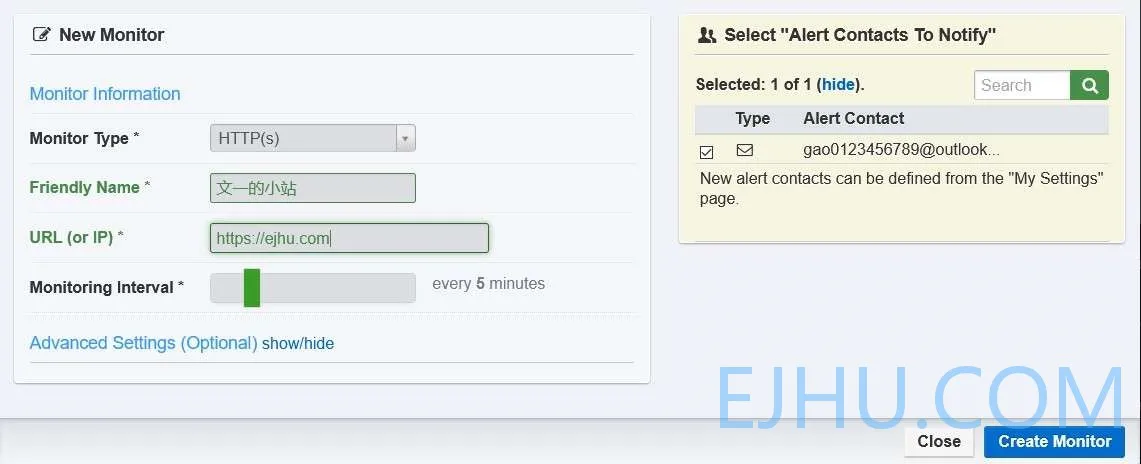 New Monitor
Monitor Information
Monitor Type *
HTTP(s)
Friendly Name *
文一的小站
URL (or IP) *
https://ejhu.com
Monitoring Interval *
every 5 minutes
Advanced Settings (Optional) show/hide
Select "Alert Contacts To Notify"
Selected: 1 of 1 (hide).
Search
Type Alert Contact
gao0123456789@outlook...
New alert contacts can be defined from the "My Settings"
page.
EJHU.COM
Close
Create Monitor